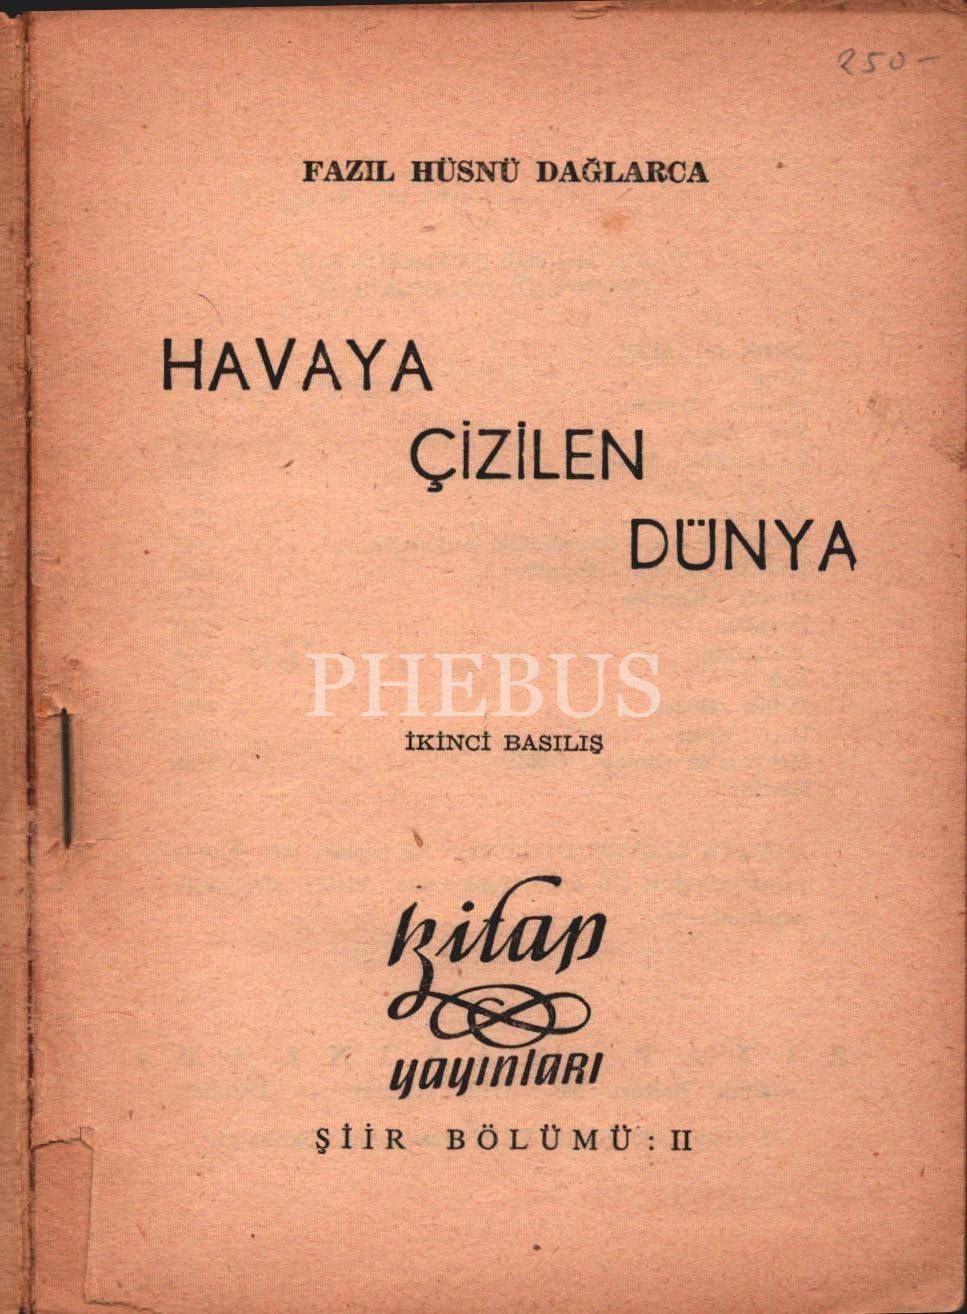 250-
FAZIL HÜSNÜ DAĞLARCA
HAVAYA
ÇİZİLEN
DÜNYA
PHEBUS
İKİNCİ BASILIŞ
kitap
yayınları
ŞİİR BÖLÜMÜ: II